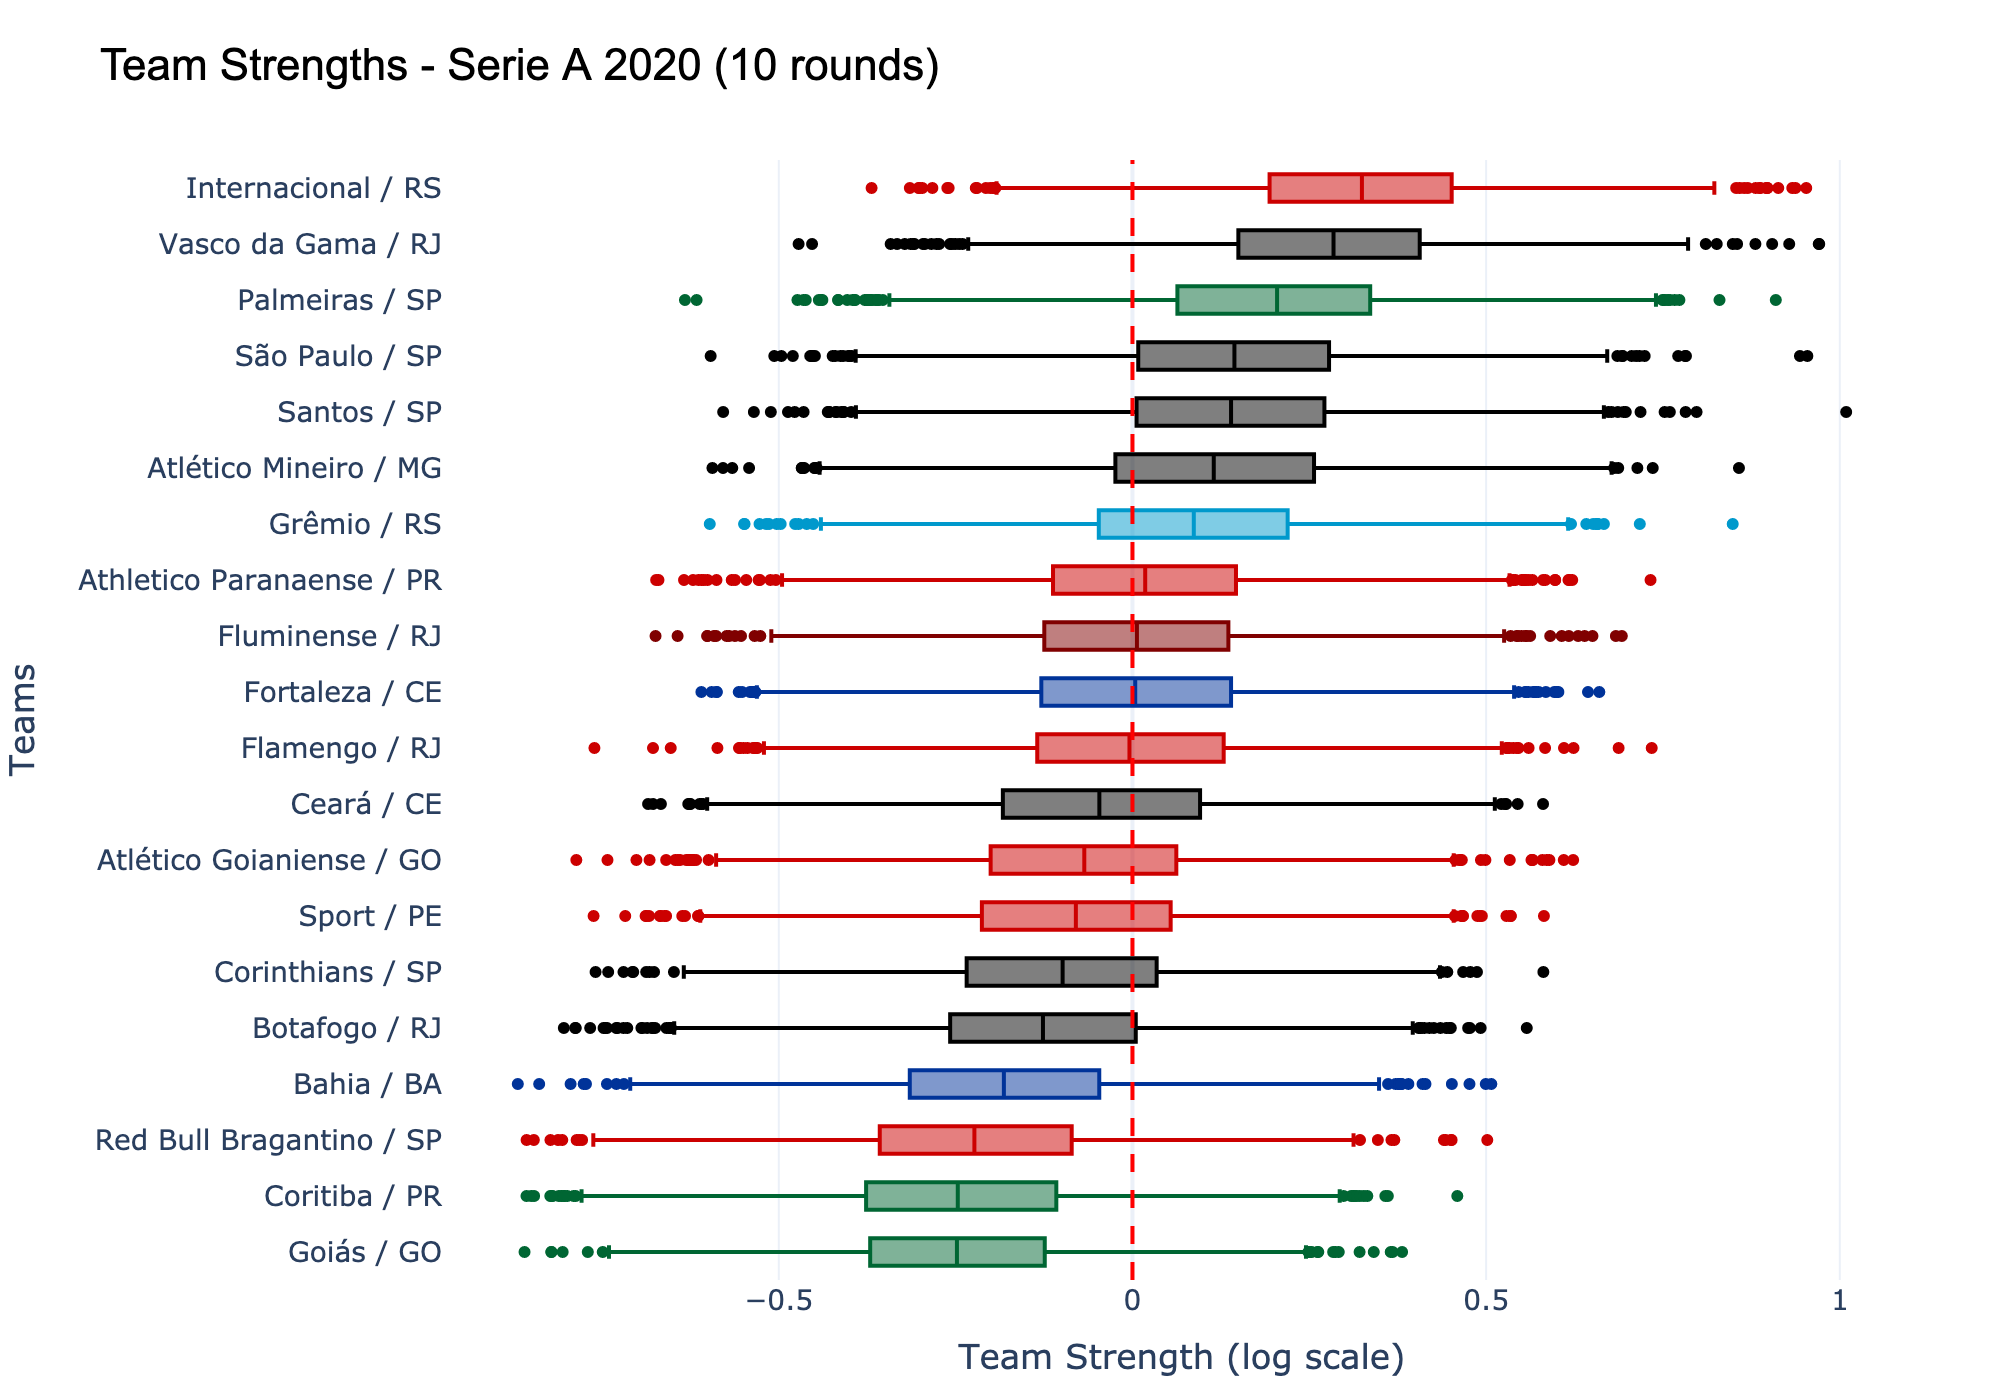 Team Strengths - Serie A 2020 (10 rounds)
Internacional / RS
Vasco da Gama / RJ
Palmeiras / SP
São Paulo / SP
Santos / SP
Atlético Mineiro / MG
Grêmio / RS
Athletico Paranaense / PR
Fluminense / RJ
Fortaleza / CE
Flamengo / RJ
Ceará / CE
Atlético Goianiense / GO
Sport / PE
Corinthians / SP
Botafogo / RJ
Bahia / BA
Red Bull Bragantino / SP
Coritiba / PR
Goiás / GO
Teams
−0.5 0 0.5 1
Team Strength (log scale)